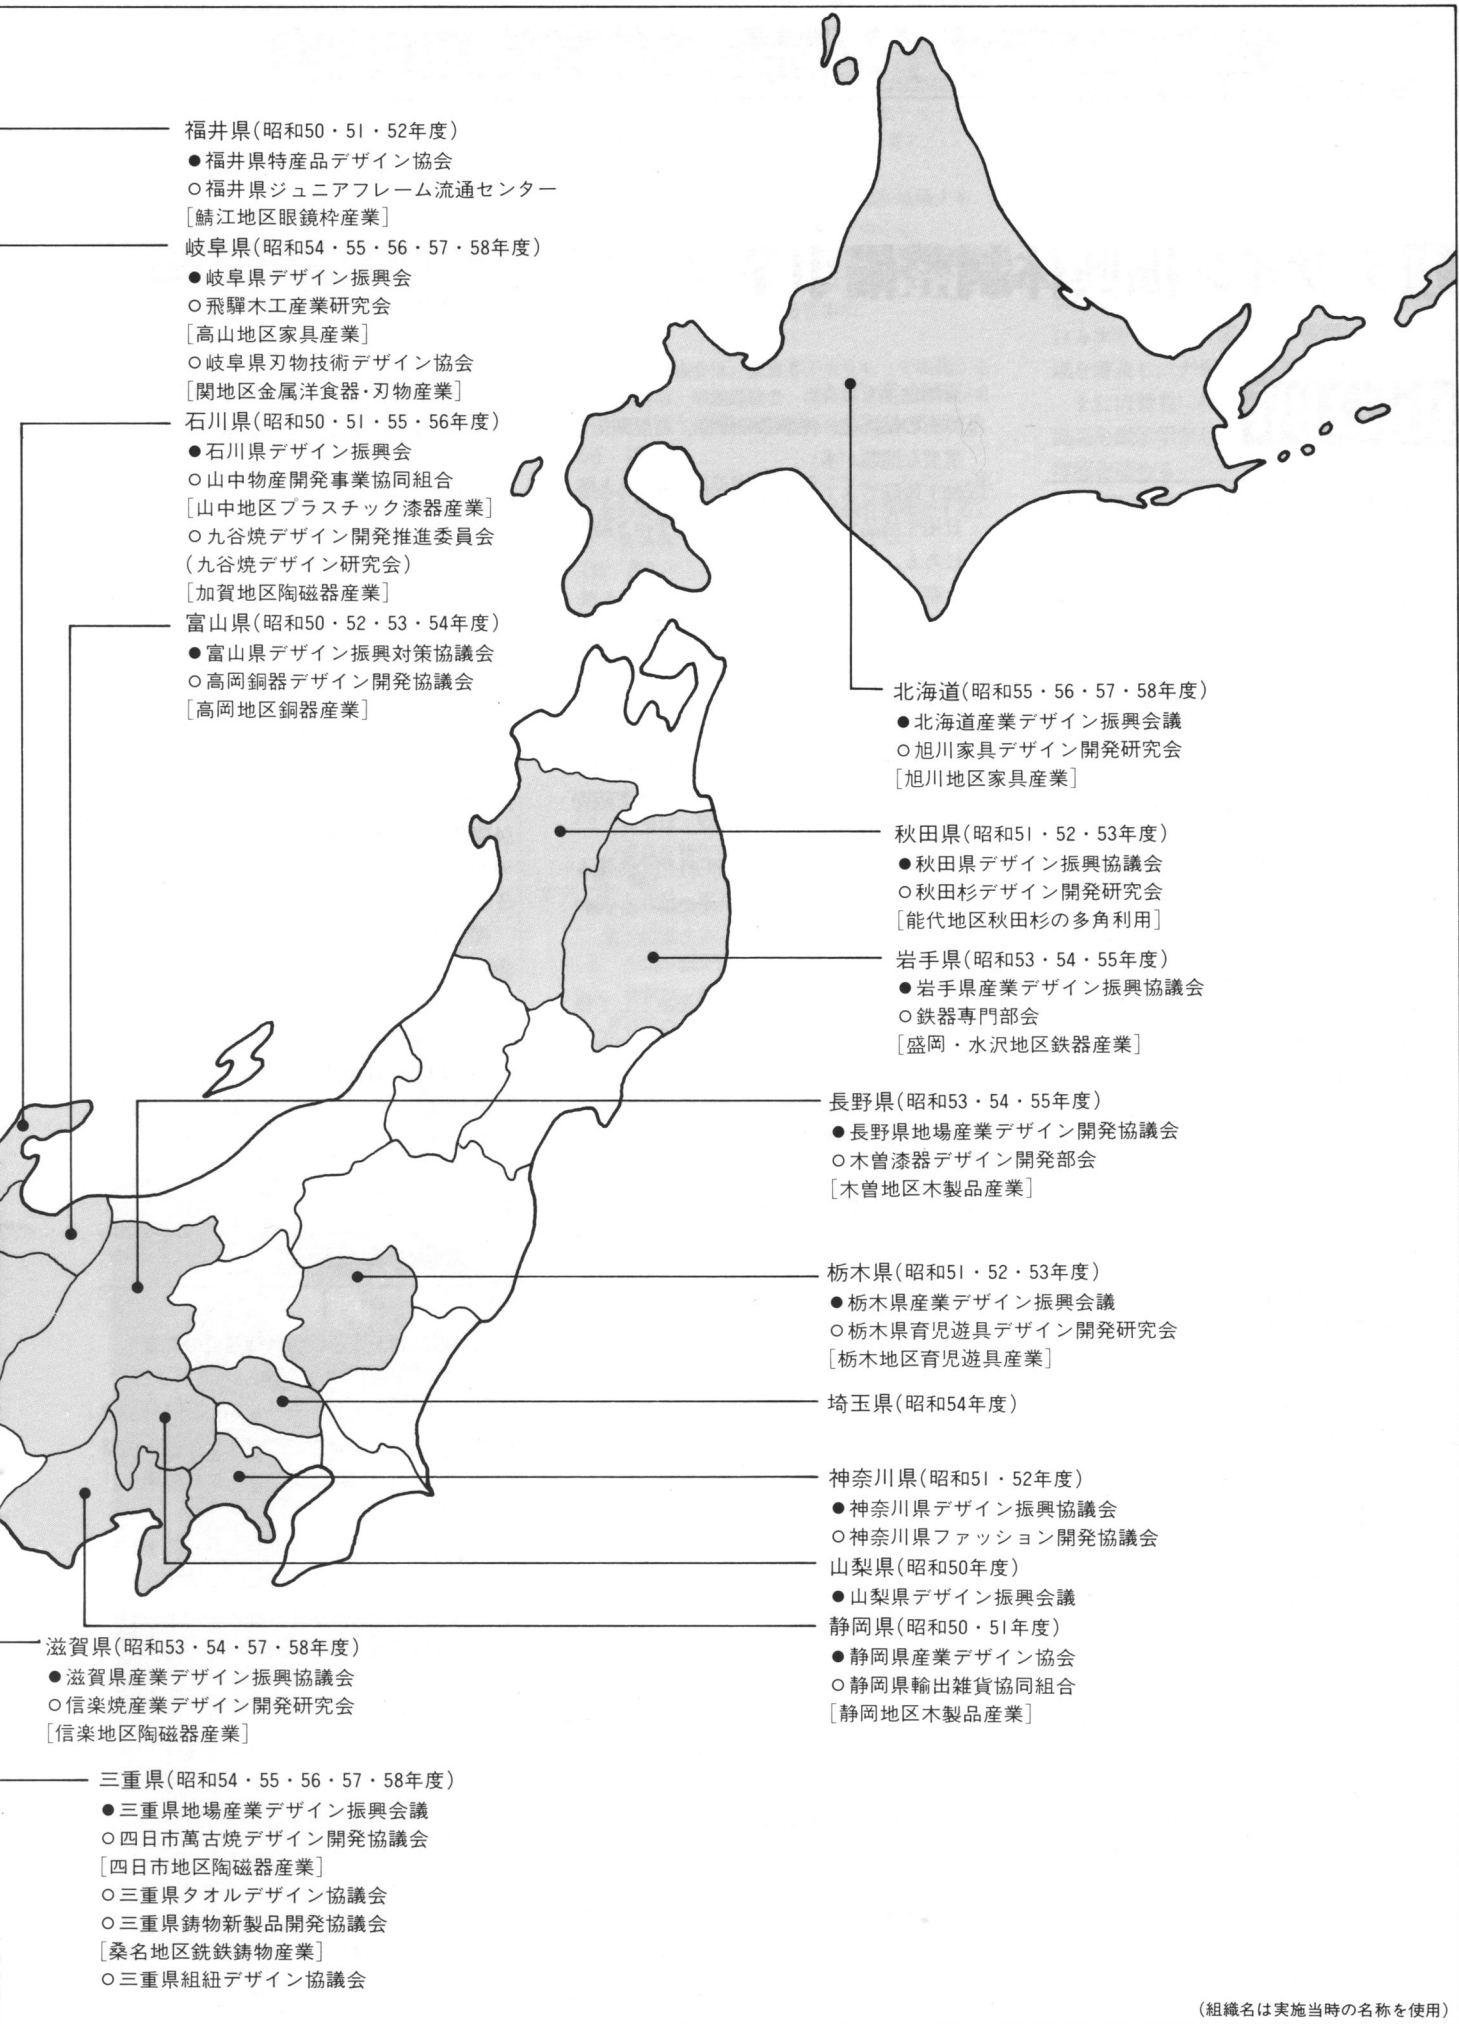 福井県(昭和50・51・52年度)
●福井県特産品デザイン協会
○福井県ジュニアフレーム流通センター
[鯖江地区眼鏡枠産業]
岐阜県(昭和54・55・56・57・58年度)
●岐阜県デザイン振興会
○飛驒木工産業研究会
[高山地区家具産業]
○岐阜県刃物技術デザイン協会
[関地区金属洋食器・刃物産業]
石川県(昭和50・51・55・56年度)
●石川県デザイン振興会
○山中物産開発事業協同組合
[山中地区プラスチック漆器産業]
○九谷焼デザイン開発推進委員会
(九谷焼デザイン研究会)
[加賀地区陶磁器産業]
富山県(昭和50・52・53・54年度)
●富山県デザイン振興対策協議会
○高岡銅器デザイン開発協議会
[高岡地区銅器産業]
北海道(昭和55・56・57・58年度)
●北海道産業デザイン振興会議
○旭川家具デザイン開発研究会
[旭川地区家具産業]
秋田県(昭和51・52・53年度)
●秋田県デザイン振興協議会
○秋田杉デザイン開発研究会
[能代地区秋田杉の多角利用]
岩手県(昭和53・54・55年度)
●岩手県産業デザイン振興協議会
○鉄器専門部会
[盛岡・水沢地区鉄器産業]
長野県(昭和53・54・55年度)
●長野県地場産業デザイン開発協議会
○木曽漆器デザイン開発部会
[木曽地区木製品産業]
栃木県(昭和51・52・53年度)
●栃木県産業デザイン振興会議
○栃木県育児遊具デザイン開発研究会
[栃木地区育児遊具産業]
埼玉県(昭和54年度)
神奈川県(昭和51・52年度)
●神奈川県デザイン振興協議会
○神奈川県ファッション開発協議会
山梨県(昭和50年度)
●山梨県デザイン振興会議
静岡県(昭和50・51年度)
●静岡県産業デザイン協会
○静岡県輸出雑貨協同組合
[静岡地区木製品産業]
滋賀県(昭和53・54・57・58年度)
●滋賀県産業デザイン振興協議会
○信楽焼産業デザイン開発研究会
[信楽地区陶磁器産業]
三重県(昭和54・55・56・57・58年度)
●三重県地場産業デザイン振興会議
○四日市萬古焼デザイン開発協議会
[四日市地区陶磁器産業]
○三重県タオルデザイン協議会
○三重県鋳物新製品開発協議会
[桑名地区銑鉄鋳物産業]
○三重県組紐デザイン協議会
(組織名は実施当時の名称を使用)